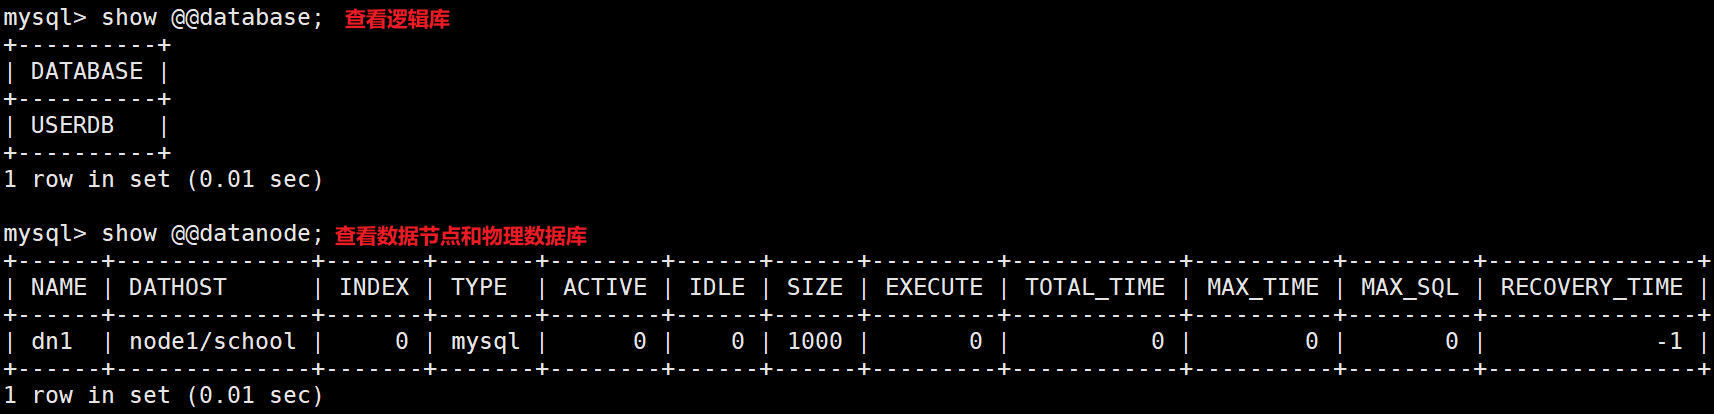 mysql> show @@database; 查看逻辑库
+----------+
| DATABASE |
+----------+
| USERDB   |
+----------+
1 row in set (0.01 sec)

mysql> show @@datanode; 查看数据节点和物理数据库
+------+--------------+-------+-------+--------+------+------+---------+------------+----------+---------+---------------+
| NAME | DATHOST      | INDEX | TYPE  | ACTIVE | IDLE | SIZE | EXECUTE | TOTAL_TIME | MAX_TIME | MAX_SQL | RECOVERY_TIME |
+------+--------------+-------+-------+--------+------+------+---------+------------+----------+---------+---------------+
| dn1  | node1/school |     0 | mysql |      0 |    0 | 1000 |       0 |          0 |        0 |       0 |            -1 |
+------+--------------+-------+-------+--------+------+------+---------+------------+----------+---------+---------------+
1 row in set (0.01 sec)